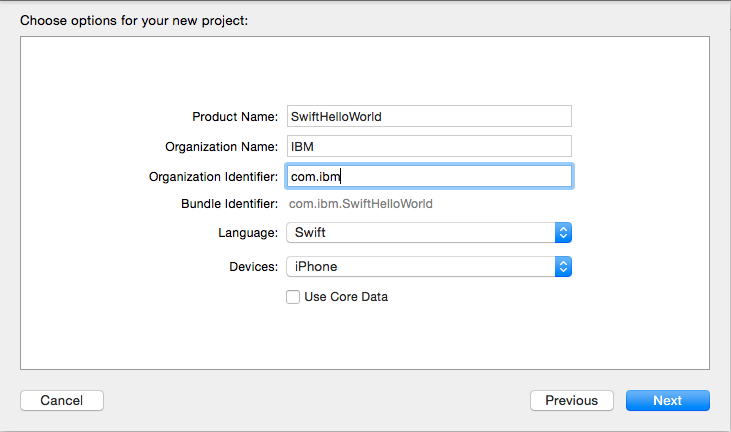 Choose options for your new project:
Product Name: SwiftHelloWorld
Organization Name: IBM
Organization Identifier: com.ibm
Bundle Identifier: com.ibm.SwiftHelloWorld
Language: Swift
Devices: iPhone
Use Core Data
Cancel Previous Next